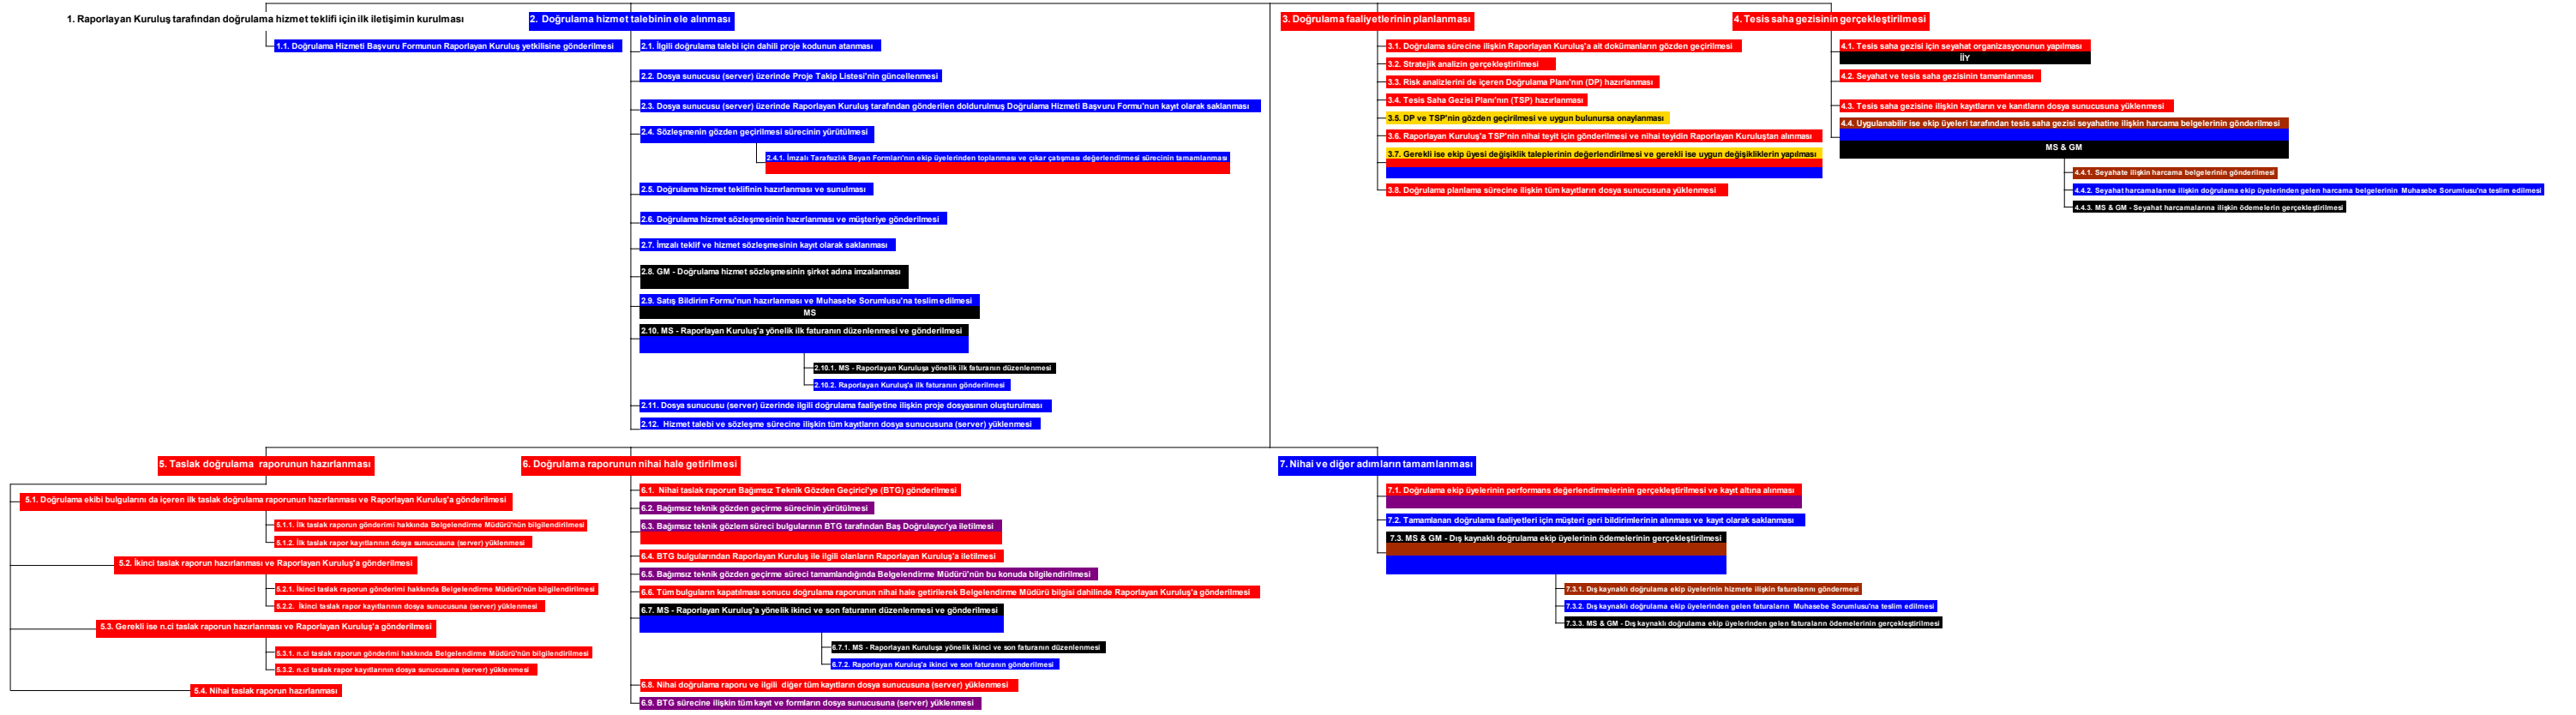 1. Raporlayan Kuruluş tarafından doğrulama hizmet teklifi için ilk iletişimin kurulması
1.1. Doğrulama Hizmeti Başvuru Formunun Raporlayan Kuruluş yetkilisine gönderilmesi
2. Doğrulama hizmet talebinin ele alınması
2.1. İlgili doğrulama talebi için dahili proje kodunun atanması
2.2. Dosya sunucusu (server) üzerinde Proje Takip Listesi'nin güncellenmesi
2.3. Dosya sunucusu (server) üzerinde Raporlayan Kuruluş tarafından gönderilen doldurulmuş Doğrulama Hizmeti Başvuru Formu'nun kayıt olarak saklanması
2.4. Sözleşmenin gözden geçirilmesi sürecinin yürütülmesi
2.4.1. İmzalı Tarafsızlık Beyan Formları'nın ekip üyelerinden toplanması ve çıkar çatışması değerlendirmesi sürecinin tamamlanması
2.5. Doğrulama hizmet teklifinin hazırlanması ve sunulması
2.6. Doğrulama hizmet sözleşmesinin hazırlanması ve müşteriye gönderilmesi
2.7. İmzalı teklif ve hizmet sözleşmesinin kayıt olarak saklanması
2.8. GM - Doğrulama hizmet sözleşmesinin şirket adına imzalanması
2.9. Satış Bildirim Formu'nun hazırlanması ve Muhasebe Sorumlusu'na teslim edilmesi
MS
2.10. MS - Raporlayan Kuruluş'a yönelik ilk faturanın düzenlenmesi ve gönderilmesi
2.10.1. MS - Raporlayan Kuruluşa yönelik ilk faturanın düzenlenmesi
2.10.2. Raporlayan Kuruluş'a ilk faturanın gönderilmesi
2.11. Dosya sunucusu (server) üzerinde ilgili doğrulama faaliyetine ilişkin proje dosyasının oluşturulması
2.12. Hizmet talebi ve sözleşme sürecine ilişkin tüm kayıtların dosya sunucusuna (server) yüklenmesi
3. Doğrulama faaliyetlerinin planlanması
3.1. Doğrulama sürecine ilişkin Raporlayan Kuruluş'a ait dokümanların gözden geçirilmesi
3.2. Stratejik analizin gerçekleştirilmesi
3.3. Risk analizlerini de içeren Doğrulama Planı'nın (DP) hazırlanması
3.4. Tesis Saha Gezisi Planı'nın (TSP) hazırlanması
3.5. DP ve TSP'nin gözden geçirilmesi ve uygun bulunursa onaylanması
3.6. Raporlayan Kuruluş'a TSP'nin nihai teyit için gönderilmesi ve nihai teyidin Raporlayan Kuruluştan alınması
3.7. Gerekli ise ekip üyesi değişiklik taleplerinin değerlendirilmesi ve gerekli ise uygun değişikliklerin yapılması
3.8. Doğrulama planlama sürecine ilişkin tüm kayıtların dosya sunucusuna yüklenmesi
4. Tesis saha gezisinin gerçekleştirilmesi
4.1. Tesis saha gezisi için seyahat organizasyonunun yapılması
İİY
4.2. Seyahat ve tesis saha gezisinin tamamlanması
4.3. Tesis saha gezisine ilişkin kayıtların ve kanıtların dosya sunucusuna yüklenmesi
4.4. Uygulanabilir ise ekip üyeleri tarafından tesis saha gezisi seyahatine ilişkin harcama belgelerinin gönderilmesi
MS & GM
4.4.1. Seyahate ilişkin harcama belgelerinin gönderilmesi
4.4.2. Seyahat harcamalarına ilişkin doğrulama ekip üyelerinden gelen harcama belgelerinin Muhasebe Sorumlusu'na teslim edilmesi
4.4.3. MS & GM - Seyahat harcamalarına ilişkin ödemelerin gerçekleştirilmesi
5. Taslak doğrulama raporunun hazırlanması
5.1. Doğrulama ekibi bulgularını da içeren ilk taslak doğrulama raporunun hazırlanması ve Raporlayan Kuruluş'a gönderilmesi
5.1.1. İlk taslak raporun gönderimi hakkında Belgelendirme Müdürü'nün bilgilendirilmesi
5.1.2. İlk taslak rapor kayıtlarının dosya sunucusuna (server) yüklenmesi
5.2. İkinci taslak raporun hazırlanması ve Raporlayan Kuruluş'a gönderilmesi
5.2.1. İkinci taslak raporun gönderimi hakkında Belgelendirme Müdürü'nün bilgilendirilmesi
5.2.2. İkinci taslak rapor kayıtlarının dosya sunucusuna (server) yüklenmesi
5.3. Gerekli ise n.ci taslak raporun hazırlanması ve Raporlayan Kuruluş'a gönderilmesi
5.3.1. n.ci taslak raporun gönderimi hakkında Belgelendirme Müdürü'nün bilgilendirilmesi
5.3.2. n.ci taslak rapor kayıtlarının dosya sunucusuna (server) yüklenmesi
5.4. Nihai taslak raporun hazırlanması
6. Doğrulama raporunun nihai hale getirilmesi
6.1. Nihai taslak raporun Bağımsız Teknik Gözden Geçirici'ye (BTG) gönderilmesi
6.2. Bağımsız teknik gözden geçirme sürecinin yürütülmesi
6.3. Bağımsız teknik gözlem süreci bulgularının BTG tarafından Baş Doğrulayıcı'ya iletilmesi
6.4. BTG bulgularından Raporlayan Kuruluş ile ilgili olanların Raporlayan Kuruluş'a iletilmesi
6.5. Bağımsız teknik gözden geçirme süreci tamamlandığında Belgelendirme Müdürü'nün bu konuda bilgilendirilmesi
6.6. Tüm bulguların kapatılması sonucu doğrulama raporunun nihai hale getirilerek Belgelendirme Müdürü bilgisi dahilinde Raporlayan Kuruluş'a gönderilmesi
6.7. MS - Raporlayan Kuruluş'a yönelik ikinci ve son faturanın düzenlenmesi ve gönderilmesi
6.7.1. MS - Raporlayan Kuruluşa yönelik ikinci ve son faturanın düzenlenmesi
6.7.2. Raporlayan Kuruluş'a ikinci ve son faturanın gönderilmesi
6.8. Nihai doğrulama raporu ve ilgili diğer tüm kayıtların dosya sunucusuna (server) yüklenmesi
6.9. BTG sürecine ilişkin tüm kayıt ve formların dosya sunucusuna (server) yüklenmesi
7. Nihai ve diğer adımların tamamlanması
7.1. Doğrulama ekip üyelerinin performans değerlendirmelerinin gerçekleştirilmesi ve kayıt altına alınması
7.2. Tamamlanan doğrulama faaliyetleri için müşteri geri bildirimlerinin alınması ve kayıt olarak saklanması
7.3. MS & GM - Dış kaynaklı doğrulama ekip üyelerinin ödemelerinin gerçekleştirilmesi
7.3.1. Dış kaynaklı doğrulama ekip üyelerinin hizmete ilişkin faturalarını göndermesi
7.3.2. Dış kaynaklı doğrulama ekip üyelerinden gelen faturaların Muhasebe Sorumlusu'na teslim edilmesi
7.3.3. MS & GM - Dış kaynaklı doğrulama ekip üyelerinden gelen faturaların ödemelerinin gerçekleştirilmesi